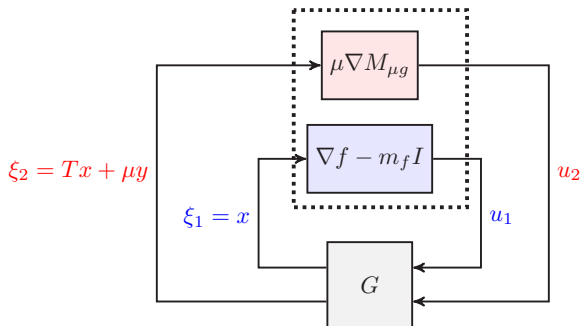 μ∇M_{μg}
ξ₂ = Tx + μy
∇f − m_f I
u₂
ξ₁ = x
u₁
G